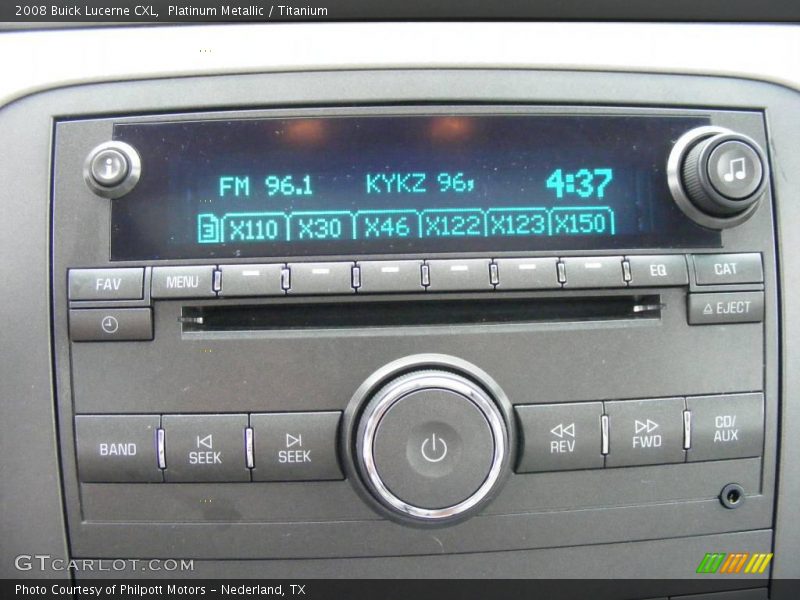 2008 Buick Lucerne CXL,  Platinum Metallic / Titanium
i
FM 96.1 KYKZ 96, 4:37
3 X110 X30 X46 X122 X123 X150
FAV MENU EQ CAT
EJECT
BAND SEEK SEEK REV FWD CD/
AUX
GTCARLOT.COM
Photo Courtesy of Philpott Motors - Nederland, TX